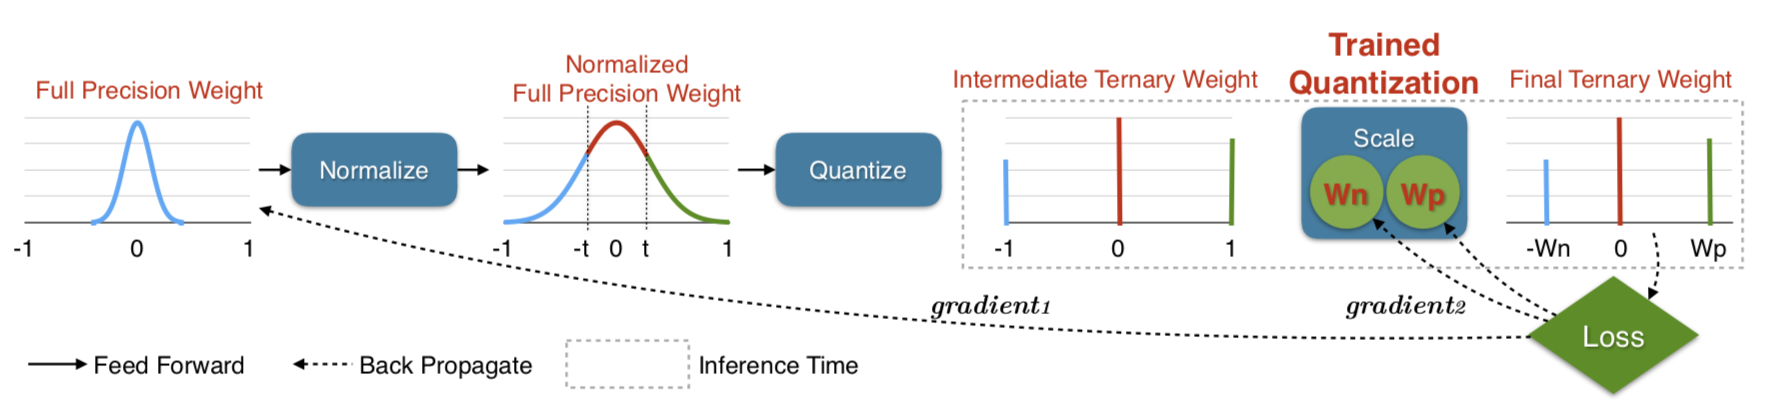 Full Precision Weight
-1
0
1
Normalize
Normalized
Full Precision Weight
-1
-t
0
t
1
Quantize
Intermediate Ternary Weight
-1
0
1
Trained
Quantization
Scale
Wn
Wp
Final Ternary Weight
-Wn
0
Wp
gradient1
gradient2
Loss
Feed Forward
Back Propagate
Inference Time